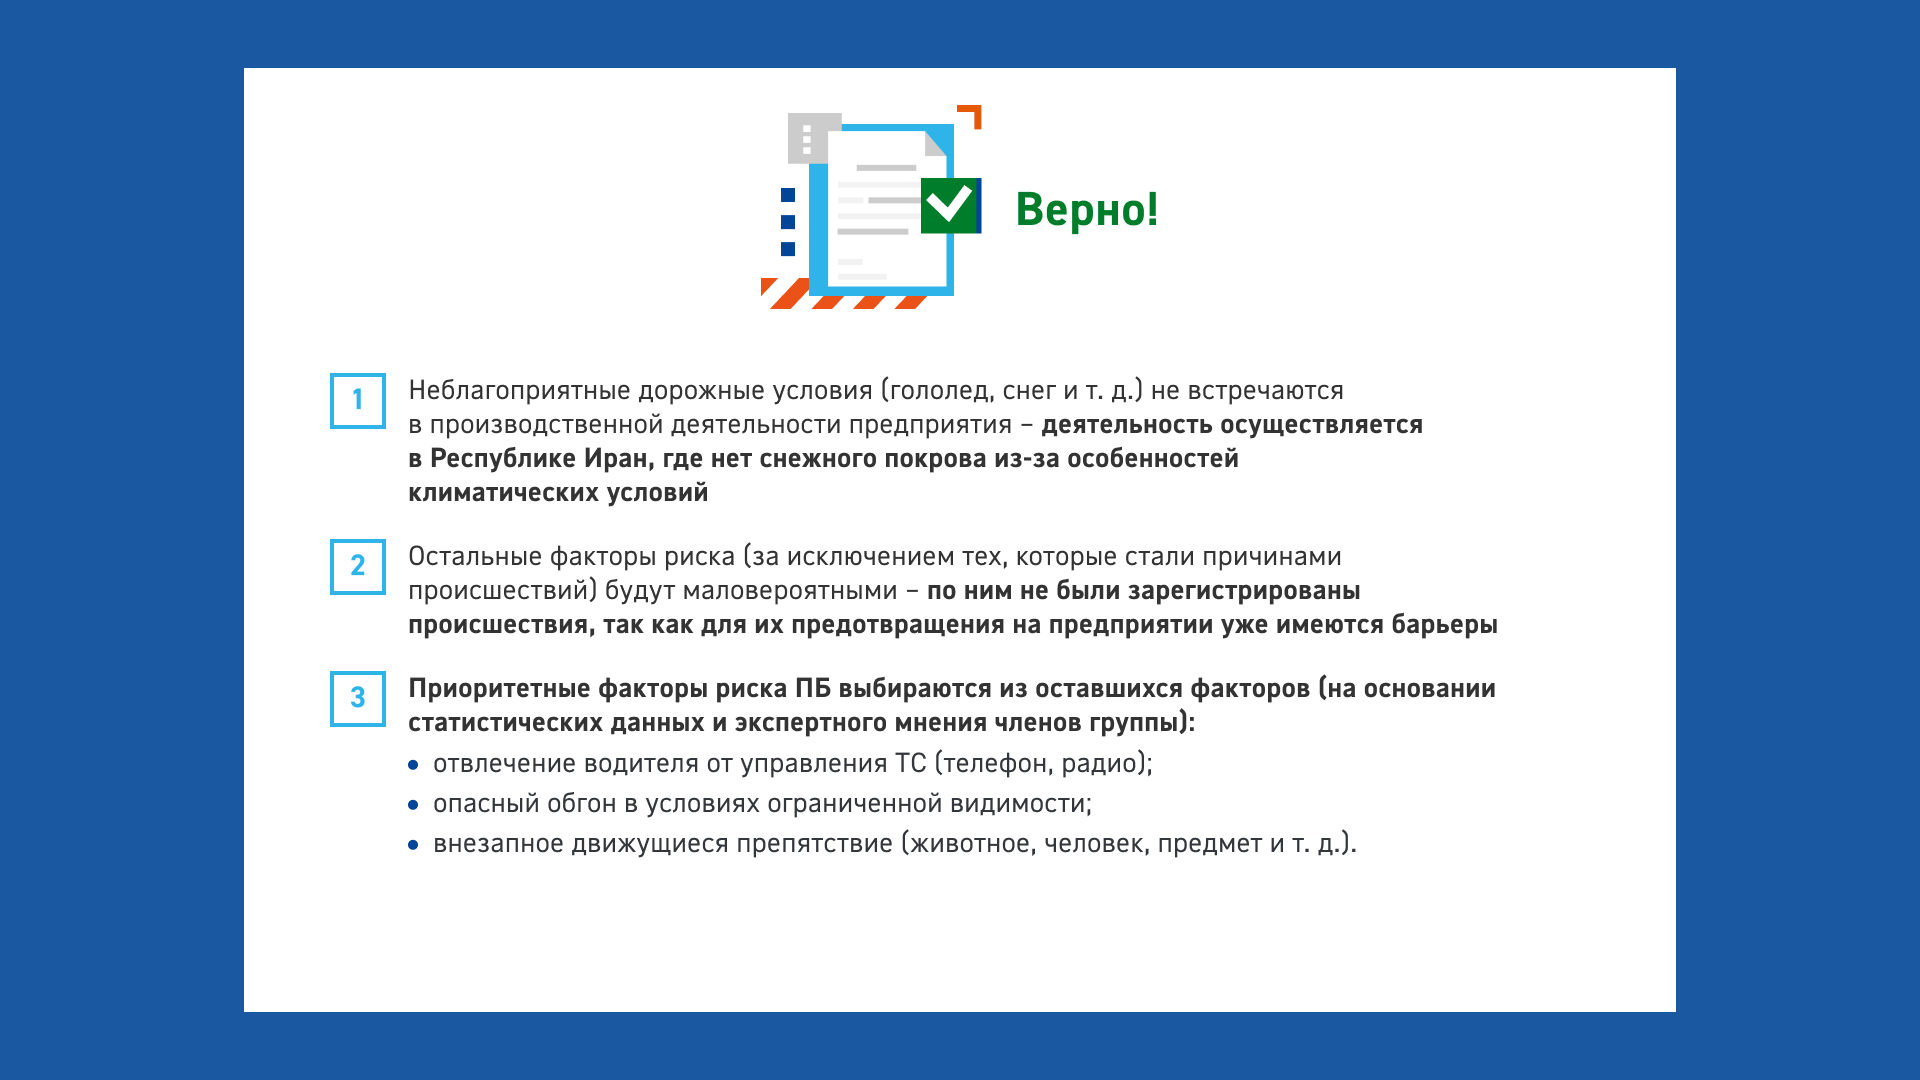 Верно!
1
Неблагоприятные дорожные условия (гололед, снег и т. д.) не встречаются
в производственной деятельности предприятия – деятельность осуществляется
в Республике Иран, где нет снежного покрова из-за особенностей
климатических условий
2
Остальные факторы риска (за исключением тех, которые стали причинами
происшествий) будут маловероятными – по ним не были зарегистрированы
происшествия, так как для их предотвращения на предприятии уже имеются барьеры
3
Приоритетные факторы риска ПБ выбираются из оставшихся факторов (на основании
статистических данных и экспертного мнения членов группы):
• отвлечение водителя от управления ТС (телефон, радио);
• опасный обгон в условиях ограниченной видимости;
• внезапное движущиеся препятствие (животное, человек, предмет и т. д.).